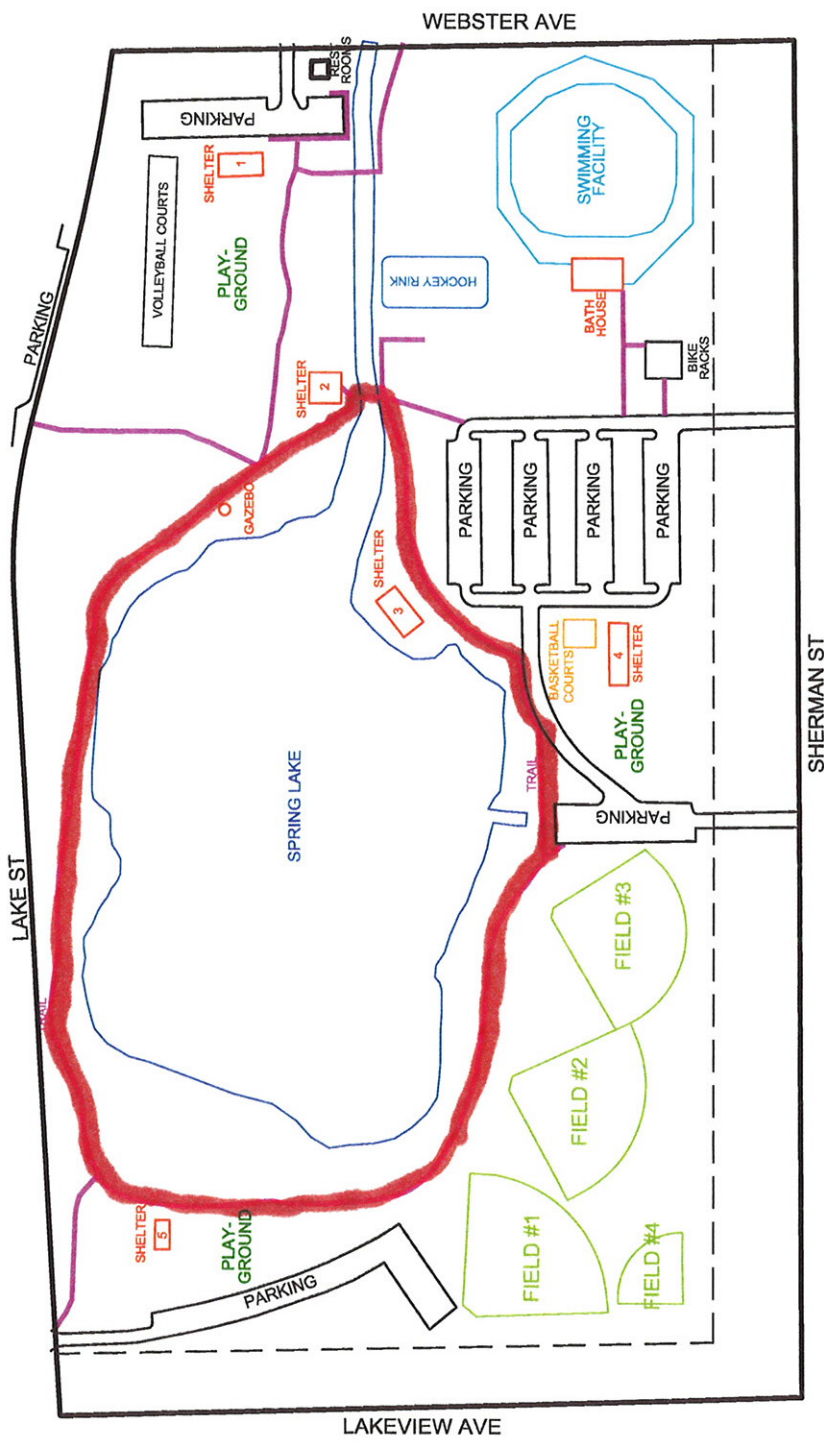 WEBSTER AVE
REST
ROOMS
PARKING
SHELTER
1
VOLLEYBALL COURTS
PARKING
PLAY-
GROUND
SWIMMING
FACILITY
HOCKEY RINK
BATH
HOUSE
BIKE
RACKS
SHELTER
2
GAZEBO
PARKING
PARKING
PARKING
PARKING
SHELTER
3
BASKETBALL
COURTS
4
SHELTER
PLAY-
GROUND
TRAIL
PARKING
SPRING LAKE
LAKE ST
SHERMAN ST
TRAIL
FIELD #3
FIELD #2
FIELD #1
FIELD #4
SHELTER
5
PLAY-
GROUND
PARKING
LAKEVIEW AVE